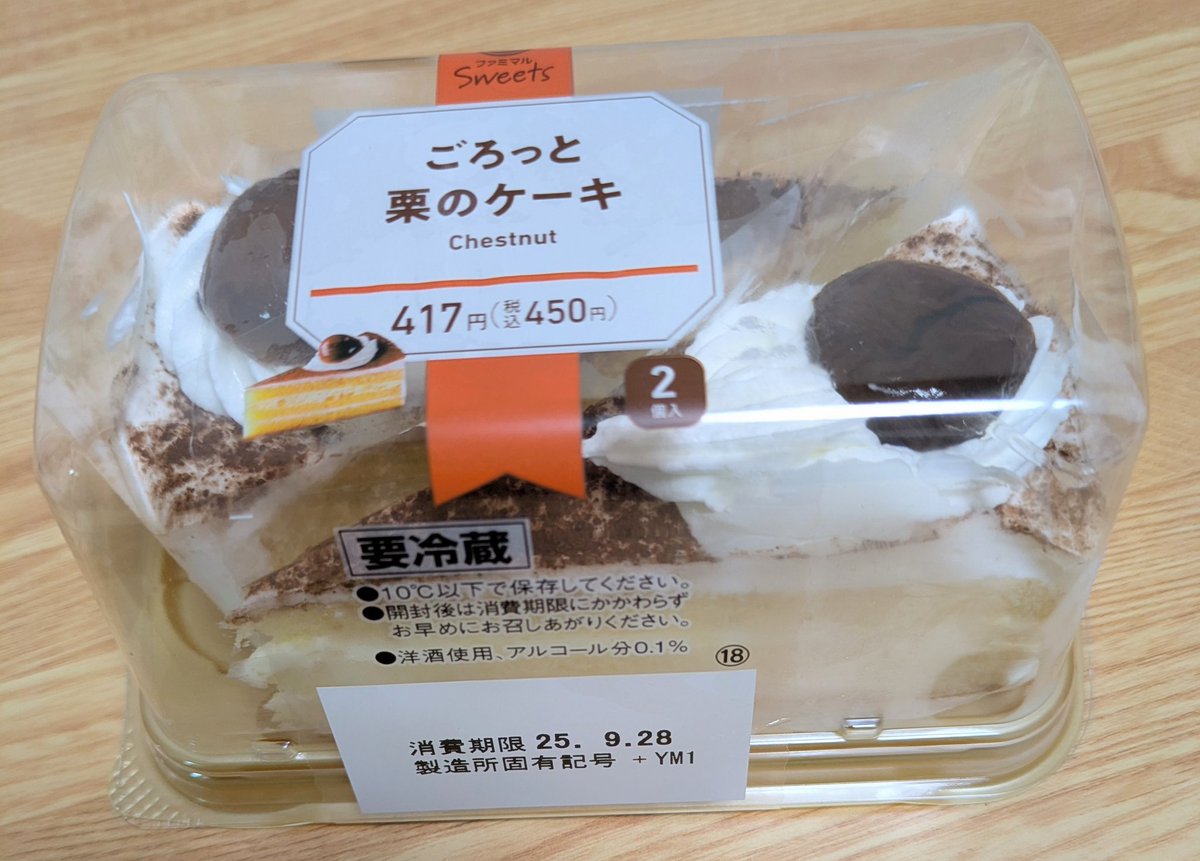 ファミマル
Sweets
ごろっと
栗のケーキ
Chestnut
417円(税込450円)
2
個入
要冷蔵
●10℃以下で保存してください。
●開封後は消費期限にかかわらず
お早めにお召しあがりください。
●洋酒使用、アルコール分0.1%
⑱
消費期限 25. 9.28
製造所固有記号 +YM1